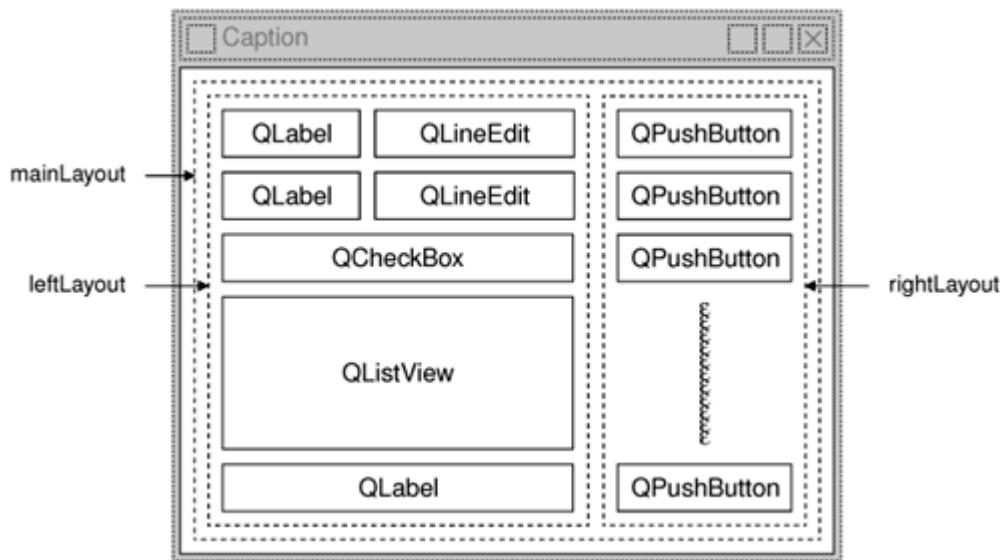 Caption
QLabel QLineEdit QPushButton
mainLayout
QLabel QLineEdit QPushButton
QCheckBox QPushButton
leftLayout rightLayout
QListView
QLabel QPushButton